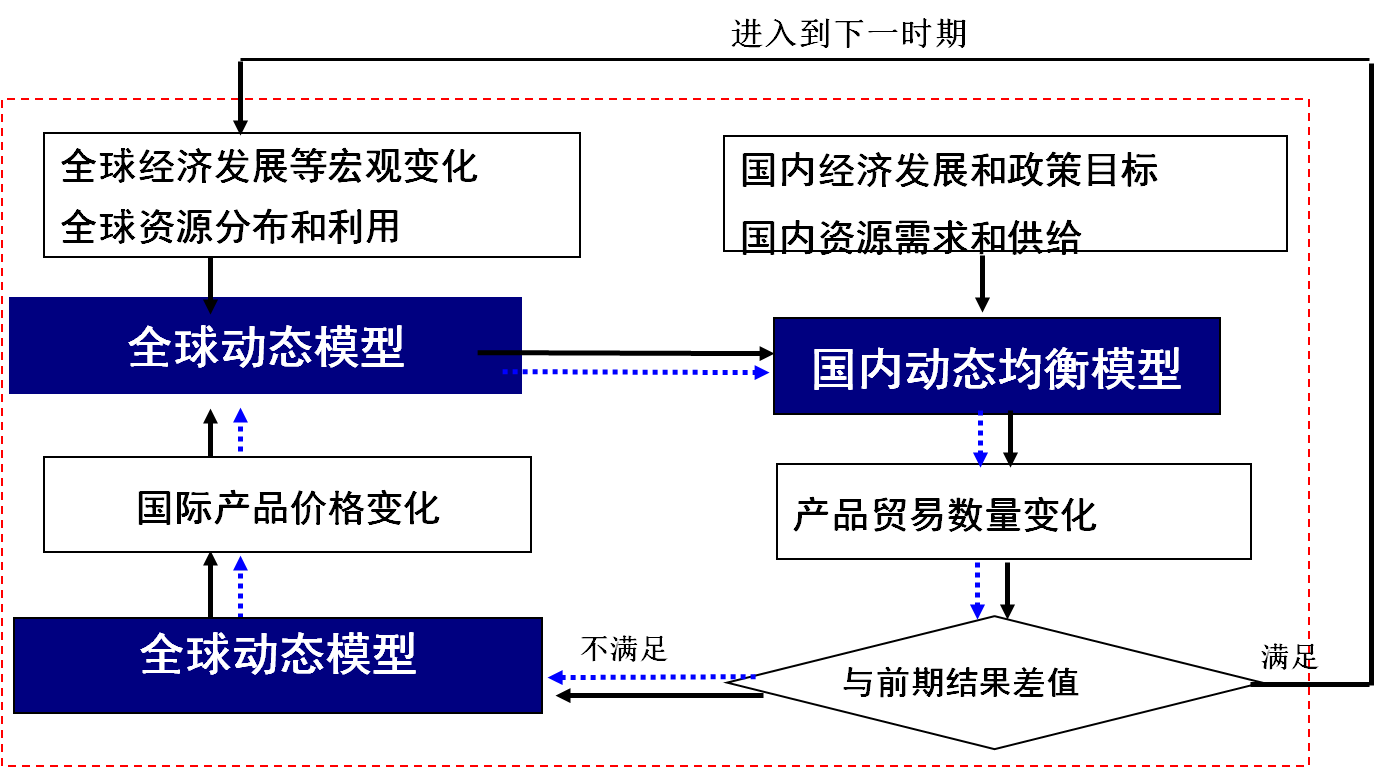 进入到下一时期
全球经济发展等宏观变化
全球资源分布和利用
国内经济发展和政策目标
国内资源需求和供给
全球动态模型
国内动态均衡模型
国际产品价格变化
产品贸易数量变化
全球动态模型
不满足
与前期结果差值
满足